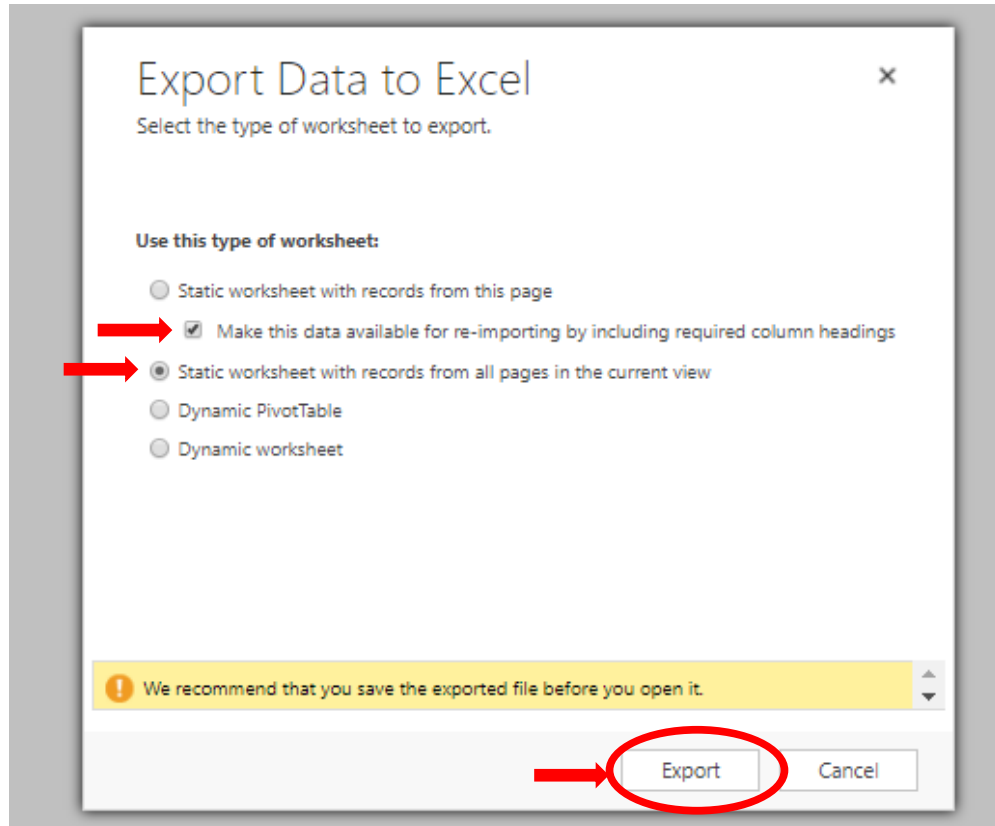 Export Data to Excel
Select the type of worksheet to export.
Use this type of worksheet:
Static worksheet with records from this page
Make this data available for re-importing by including required column headings
Static worksheet with records from all pages in the current view
Dynamic PivotTable
Dynamic worksheet
We recommend that you save the exported file before you open it.
Export Cancel